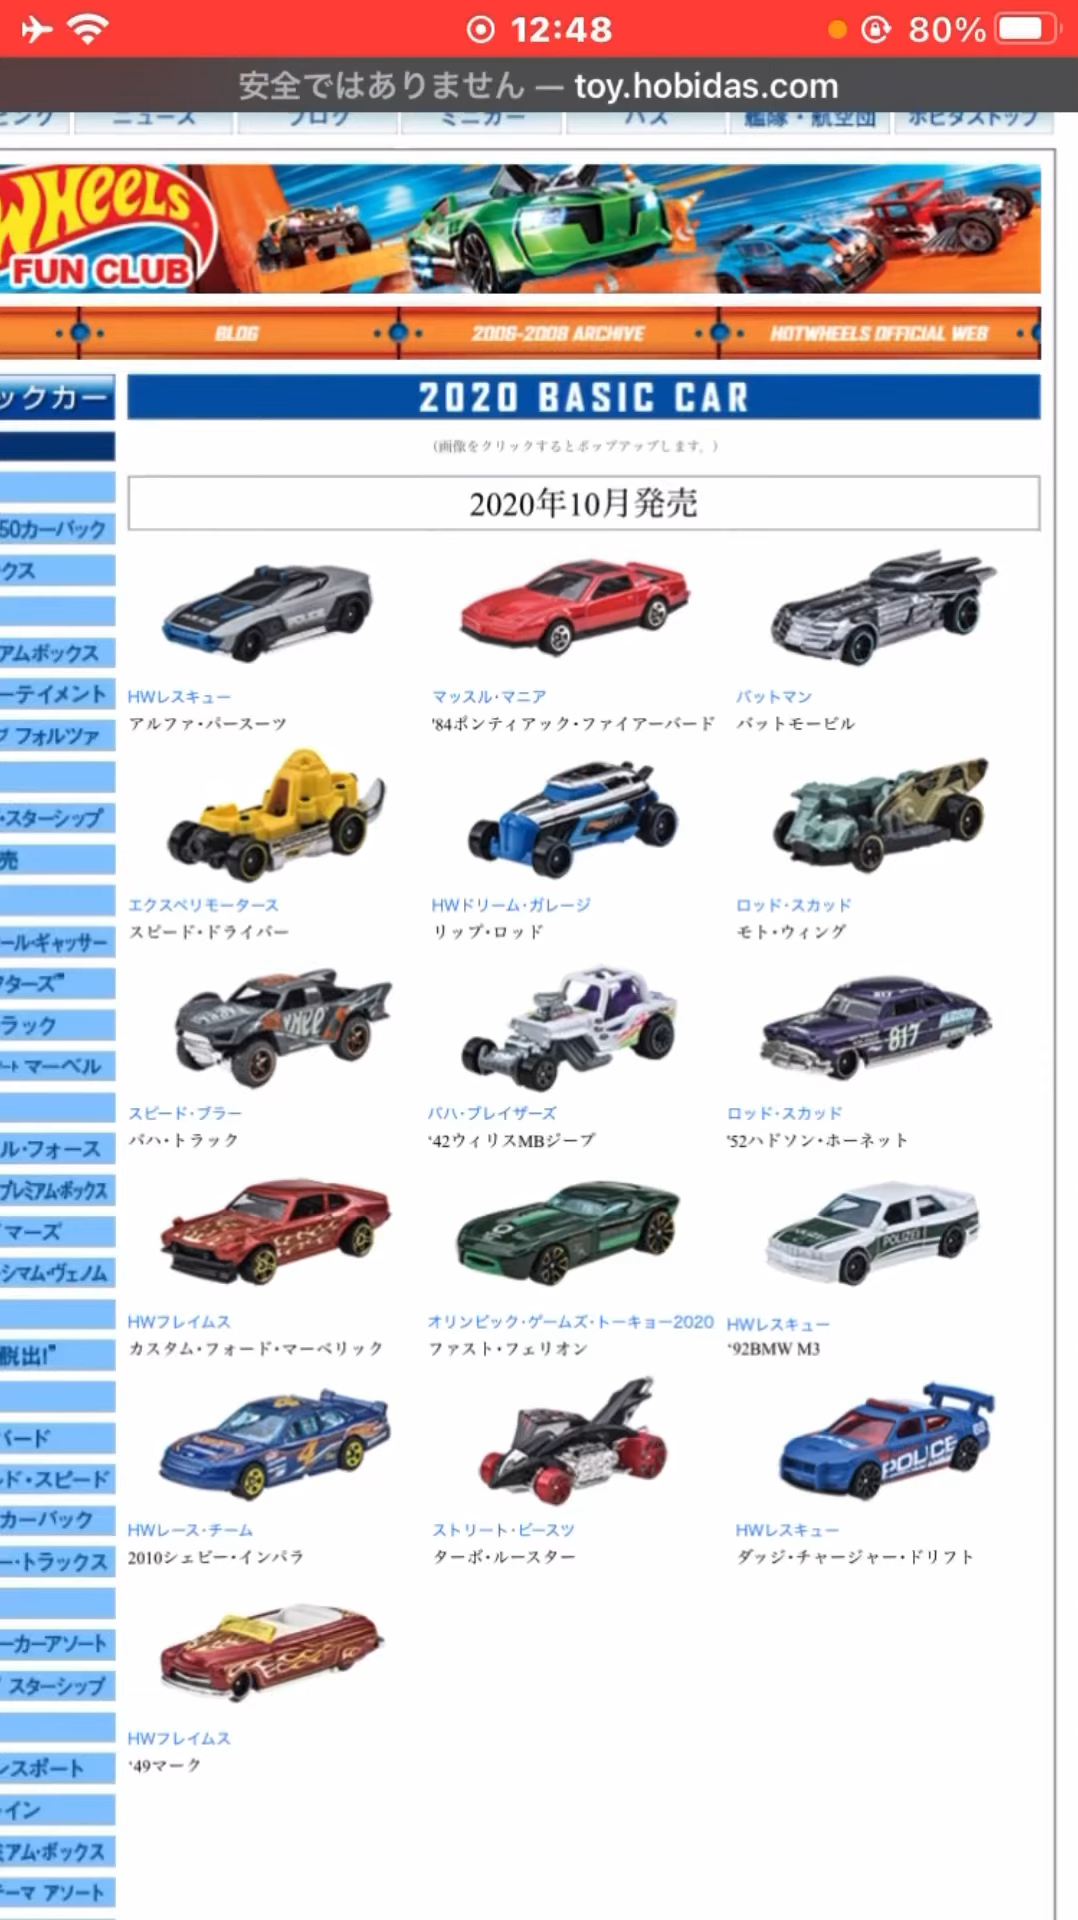 12:48
80%
安全ではありません — toy.hobidas.com
ニュース
ブログ
ミニカー
バス
艦隊・航空団
ホビダストップ
WHEELS
FUN CLUB
BLOG
2006-2008 ARCHIVE
HOTWHEELS OFFICIAL WEB
ックカー
2020 BASIC CAR
(画像をクリックするとポップアップします。)
2020年10月発売
50カーパック
クス
アムボックス
ーテイメント
フォルツァ
・スターシップ
売
ール・ギャッサー
クターズ™
ラック
マーベル
ル・フォース
プレミアム・ボックス
マーズ
シマム・ヴェノム
脱出!"
バード
ルド・スピード
カーパック
ー・トラックス
ーカーアソート
スターシップ
ンスポート
イン
ミアム・ボックス
テーマ アソート
POLICE
HWレスキュー
アルファ・パースーツ
マッスル・マニア
'84ポンティアック・ファイアーバード
バットマン
バットモービル
エクスペリモータース
スピード・ドライバー
HWドリーム・ガレージ
リップ・ロッド
ロッド・スカッド
モト・ウィング
817
スピード・ブラー
バハ・トラック
バハ・ブレイザーズ
‘42ウィリスMBジープ
ロッド・スカッド
'52ハドソン・ホーネット
POLIZEI
HWフレイムス
カスタム・フォード・マーベリック
オリンピック・ゲームズ・トーキョー2020
ファスト・フェリオン
HWレスキュー
‘92BMW M3
4
POLICE
HWレース・チーム
2010シェビー・インパラ
ストリート・ビースツ
ターボ・ルースター
HWレスキュー
ダッジ・チャージャー・ドリフト
HWフレイムス
‘49マーク